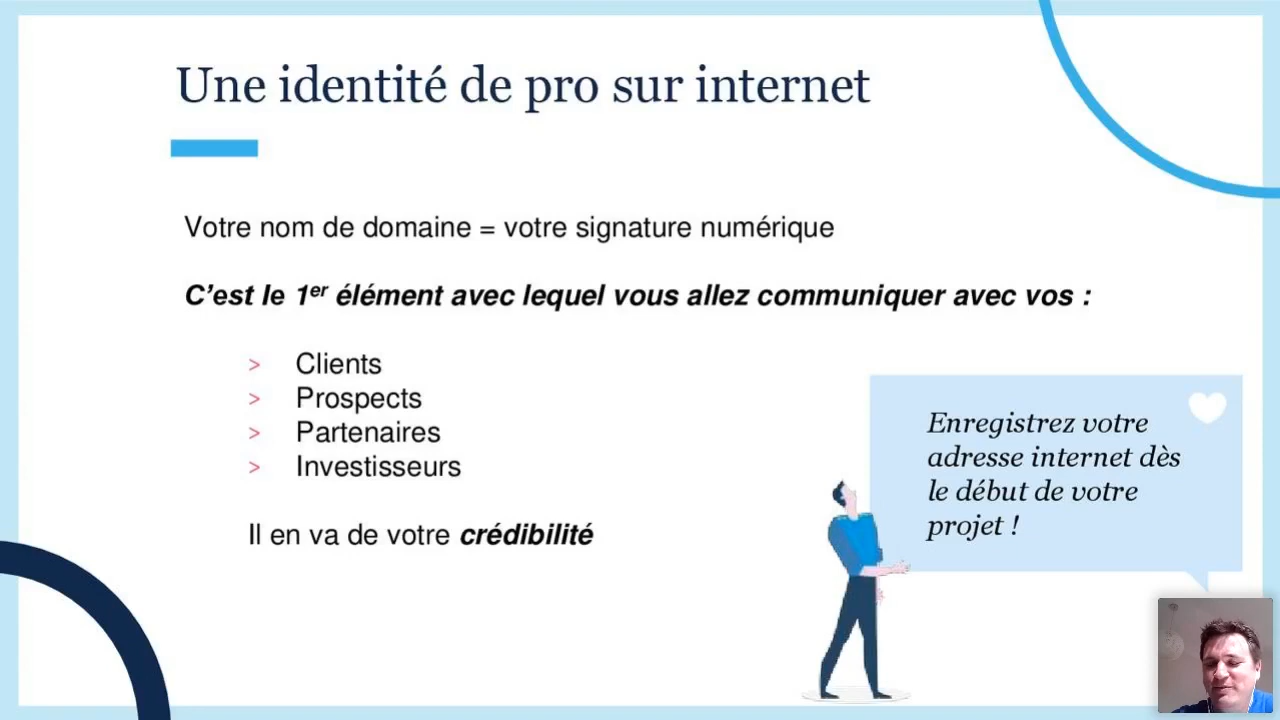 Une identité de pro sur internet
Votre nom de domaine = votre signature numérique
C’est le 1er élément avec lequel vous allez communiquer avec vos :
> Clients
> Prospects
> Partenaires
> Investisseurs
Il en va de votre crédibilité
Enregistrez votre
adresse internet dès
le début de votre
projet !